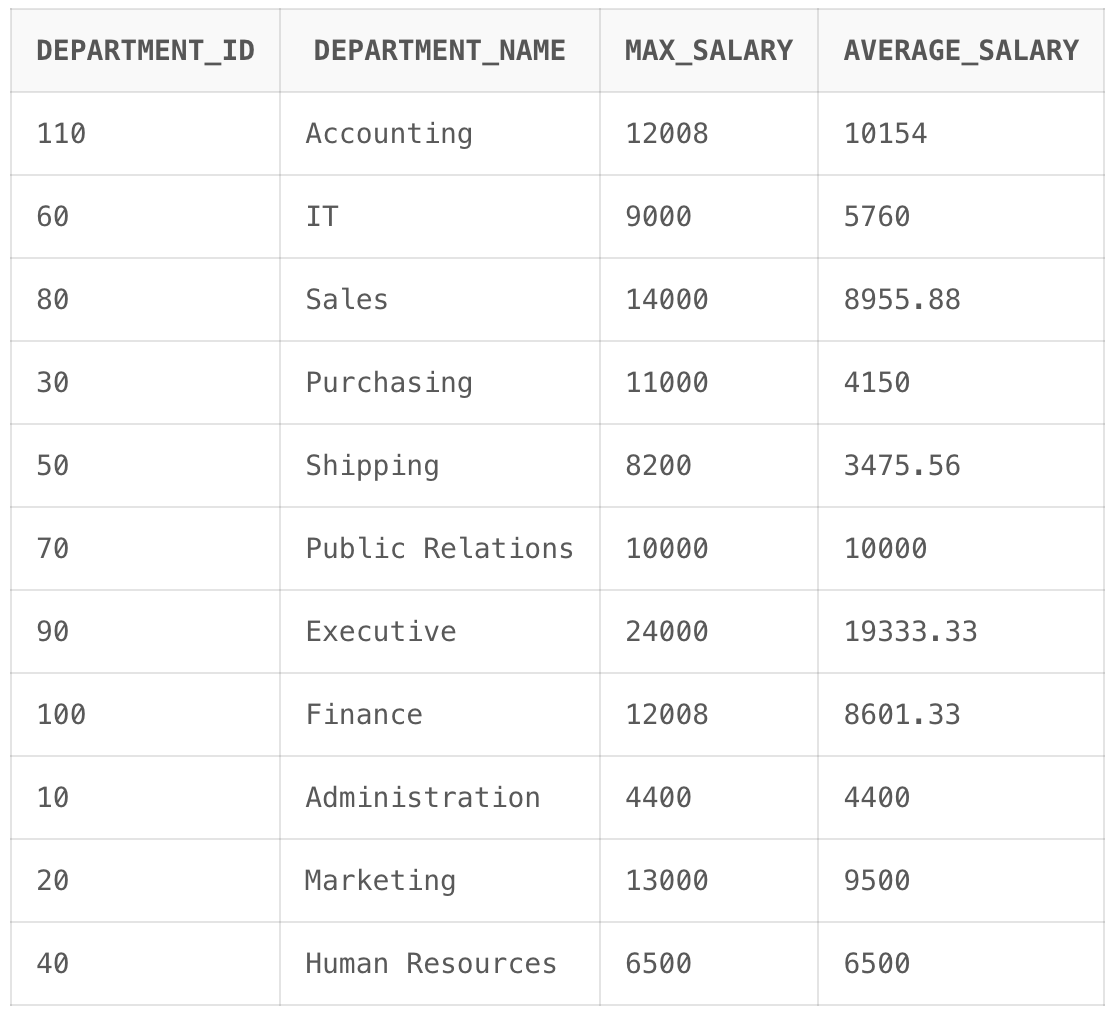 DEPARTMENT_ID DEPARTMENT_NAME MAX_SALARY AVERAGE_SALARY
110 Accounting 12008 10154
60 IT 9000 5760
80 Sales 14000 8955.88
30 Purchasing 11000 4150
50 Shipping 8200 3475.56
70 Public Relations 10000 10000
90 Executive 24000 19333.33
100 Finance 12008 8601.33
10 Administration 4400 4400
20 Marketing 13000 9500
40 Human Resources 6500 6500